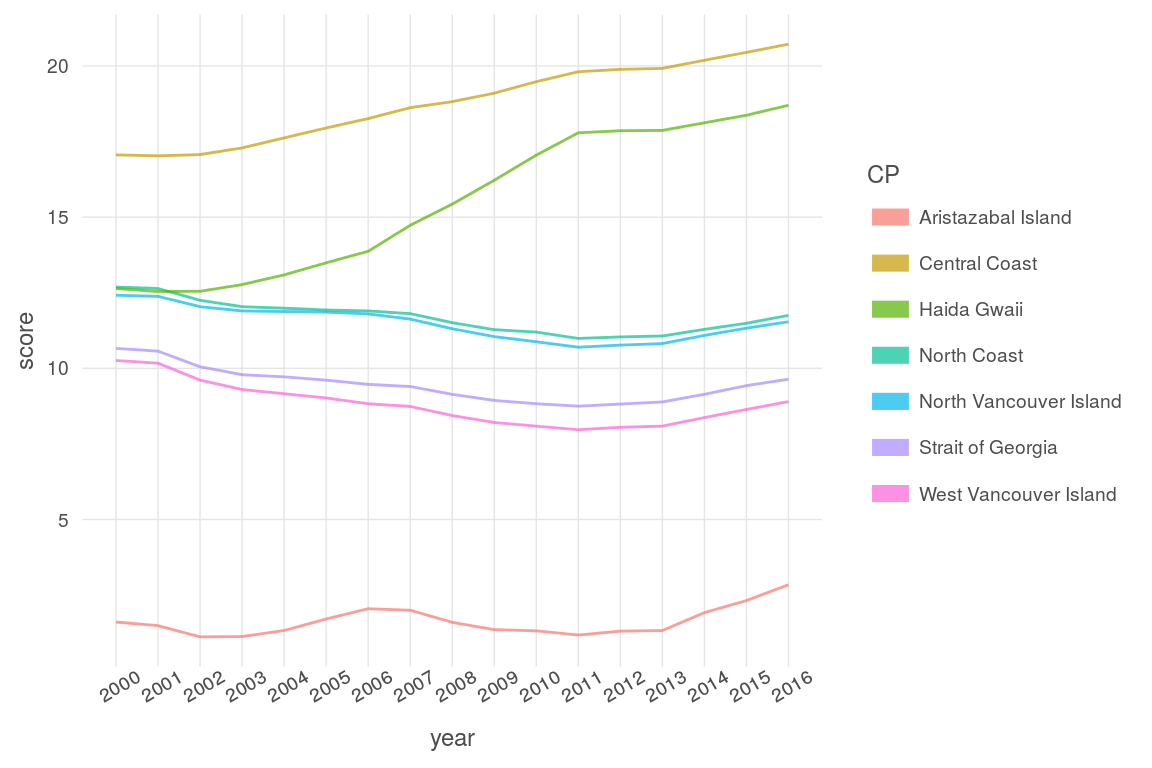 20
15
10
5
score
2000
2001
2002
2003
2004
2005
2006
2007
2008
2009
2010
2011
2012
2013
2014
2015
2016
year
CP
Aristazabal Island
Central Coast
Haida Gwaii
North Coast
North Vancouver Island
Strait of Georgia
West Vancouver Island